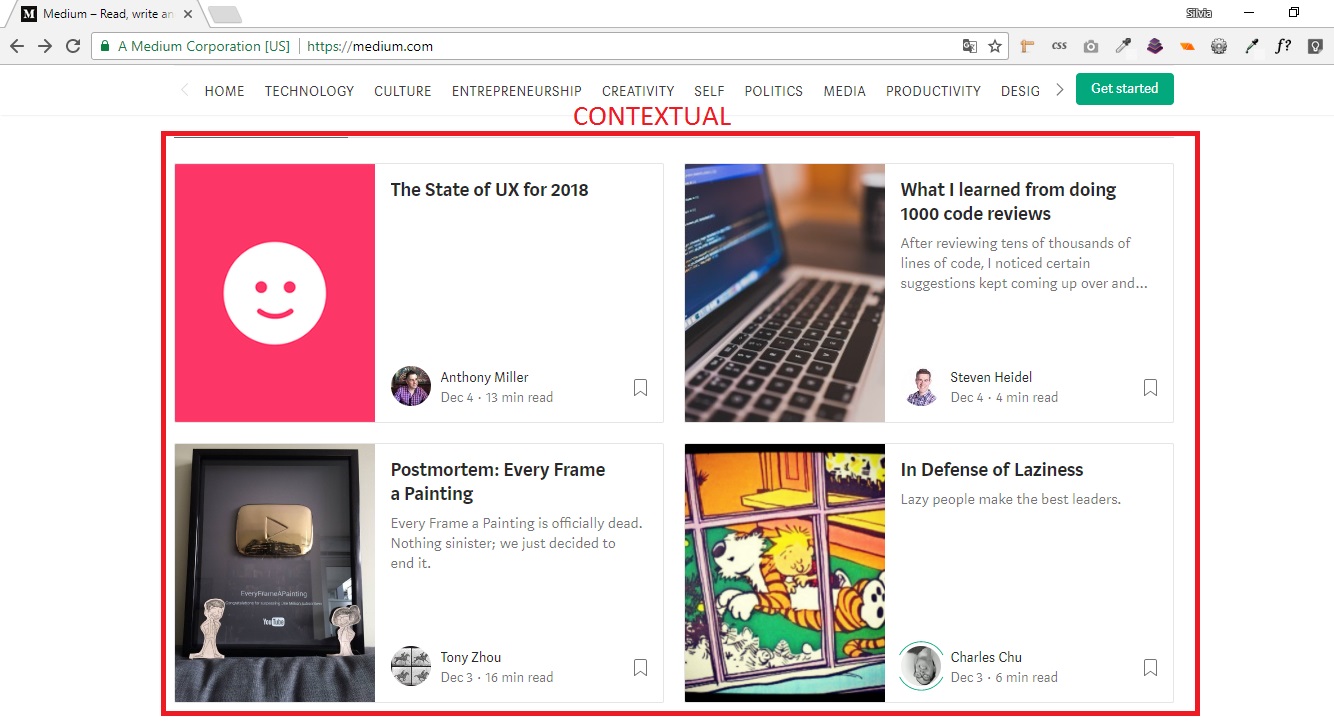 M Medium – Read, write an
Silvia
A Medium Corporation [US]
https://medium.com
css
f?
HOME TECHNOLOGY CULTURE ENTREPRENEURSHIP CREATIVITY SELF POLITICS MEDIA PRODUCTIVITY DESIG
Get started
CONTEXTUAL
The State of UX for 2018
Anthony Miller
Dec 4 · 13 min read
What I learned from doing
1000 code reviews
After reviewing tens of thousands of
lines of code, I noticed certain
suggestions kept coming up over and...
Steven Heidel
Dec 4 · 4 min read
EveryFrameAPainting
YouTube
Postmortem: Every Frame
a Painting
Every Frame a Painting is officially dead.
Nothing sinister; we just decided to
end it.
Tony Zhou
Dec 3 · 16 min read
In Defense of Laziness
Lazy people make the best leaders.
Charles Chu
Dec 3 · 6 min read